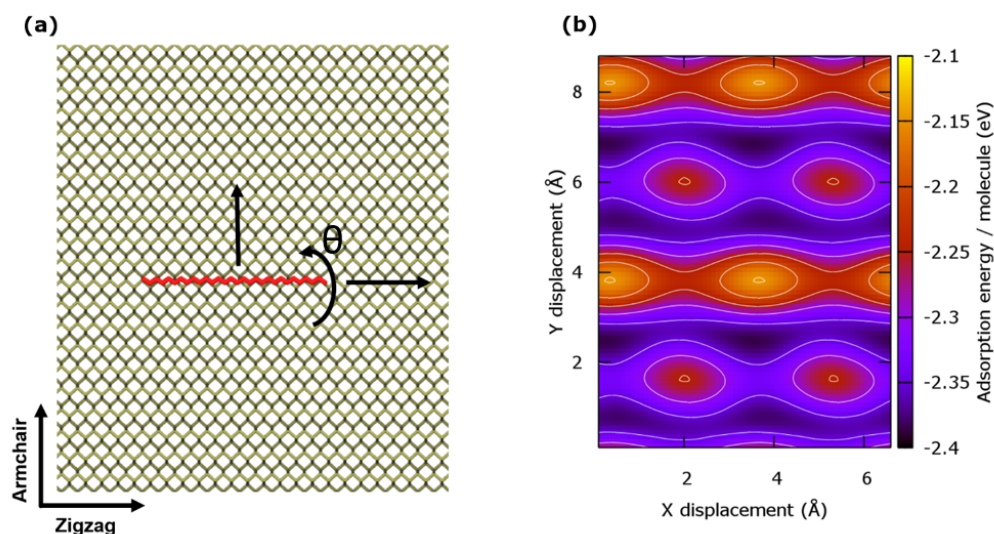 (a)
θ
Armchair
Zigzag
(b)
8
6
4
2
Y displacement (Å)
2
4
6
X displacement (Å)
-2.1
-2.15
-2.2
-2.25
-2.3
-2.35
-2.4
Adsorption energy / molecule (eV)